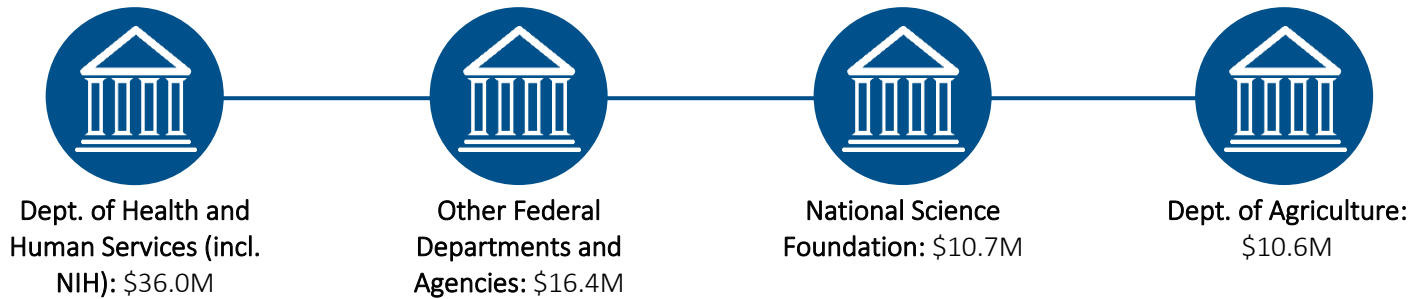 Dept. of Health and
Human Services (incl.
NIH): $36.0M
Other Federal
Departments and
Agencies: $16.4M
National Science
Foundation: $10.7M
Dept. of Agriculture:
$10.6M